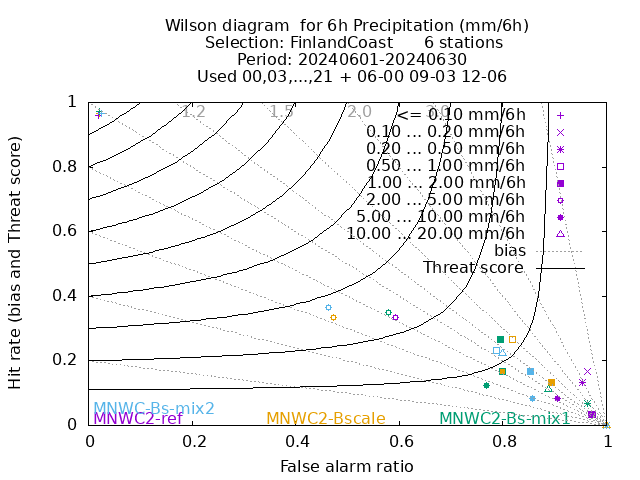 Wilson diagram  for 6h Precipitation (mm/6h)
Selection: FinlandCoast      6 stations
Period: 20240601-20240630
Used 00,03,...,21 + 06-00 09-03 12-06
Hit rate (bias and Threat score)
1
0.8
0.6
0.4
0.2
0
1.2
1.5
2.0
3.0
<= 0.10 mm/6h
0.10 ... 0.20 mm/6h
0.20 ... 0.50 mm/6h
0.50 ... 1.00 mm/6h
1.00 ... 2.00 mm/6h
2.00 ... 5.00 mm/6h
5.00 ... 10.00 mm/6h
10.00 ... 20.00 mm/6h
bias
Threat score
MNWC-Bs-mix2
MNWC2-ref
MNWC2-Bscale
MNWC2-Bs-mix1
0
0.2
0.4
0.6
0.8
1
False alarm ratio